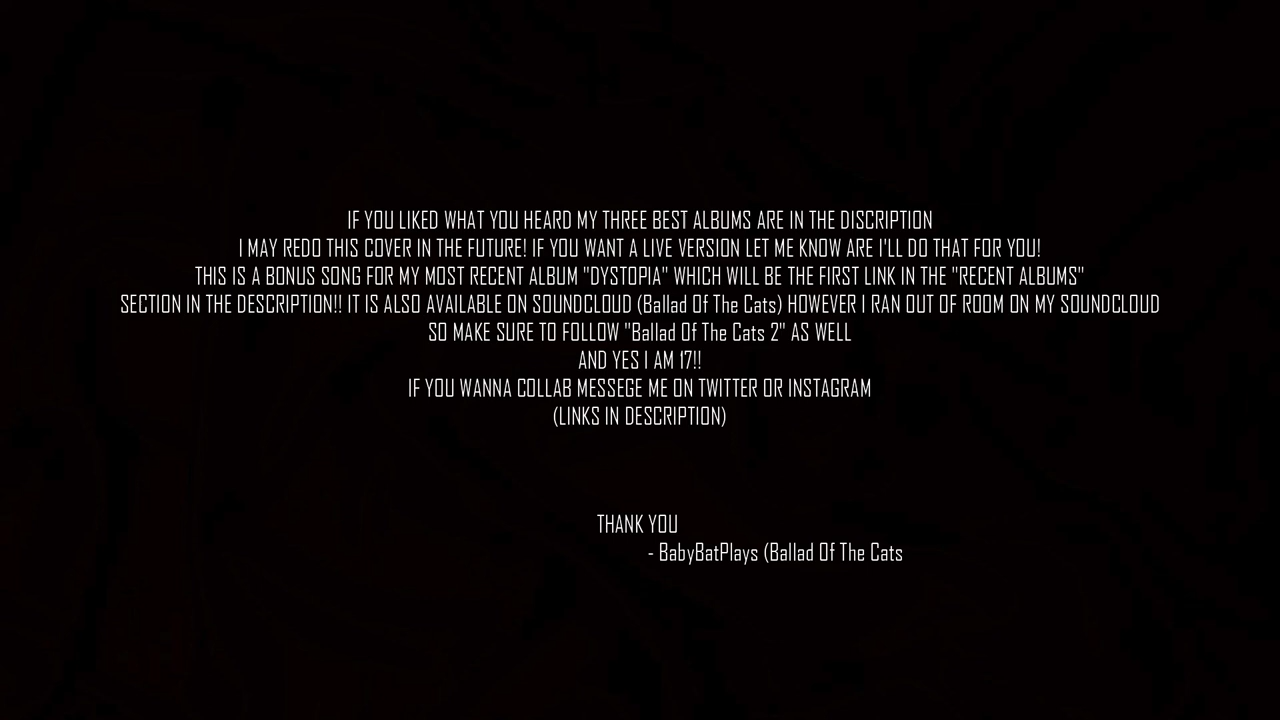 IF YOU LIKED WHAT YOU HEARD MY THREE BEST ALBUMS ARE IN THE DISCRIPTION
I MAY REDO THIS COVER IN THE FUTURE! IF YOU WANT A LIVE VERSION LET ME KNOW ARE I'LL DO THAT FOR YOU!
THIS IS A BONUS SONG FOR MY MOST RECENT ALBUM "DYSTOPIA" WHICH WILL BE THE FIRST LINK IN THE "RECENT ALBUMS"
SECTION IN THE DESCRIPTION!! IT IS ALSO AVAILABLE ON SOUNDCLOUD (Ballad Of The Cats) HOWEVER I RAN OUT OF ROOM ON MY SOUNDCLOUD
SO MAKE SURE TO FOLLOW "Ballad Of The Cats 2" AS WELL
AND YES I AM 17!!
IF YOU WANNA COLLAB MESSEGE ME ON TWITTER OR INSTAGRAM
(LINKS IN DESCRIPTION)
THANK YOU
- BabyBatPlays (Ballad Of The Cats